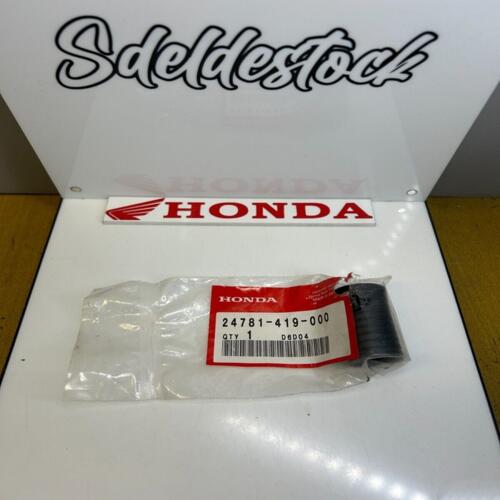 Sdeldestock
HONDA
HONDA
24781-419-000
QTY 1 D6D04